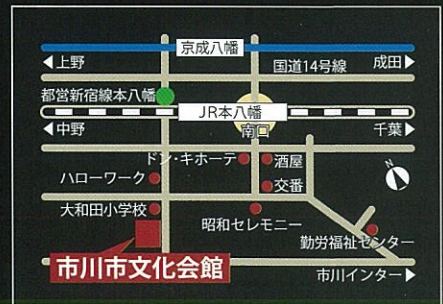 京成八幡
◀上野
国道14号線
成田▶
都営新宿線本八幡
JR本八幡
◀中野
南口
千葉▶
ドン・キホーテ
酒屋
ハローワーク
交番
N
大和田小学校
昭和セレモニー
勤労福祉センター
市川市文化会館
市川インター▶